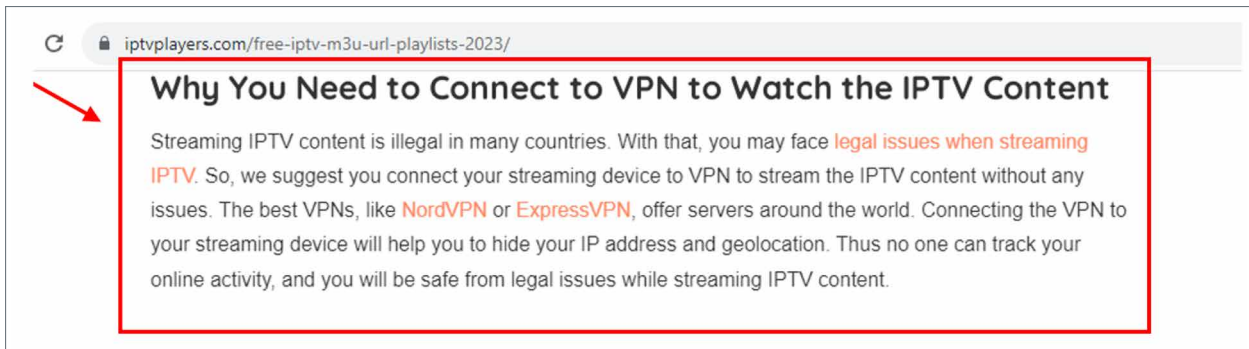 iptvplayers.com/free-iptv-m3u-url-playlists-2023/
Why You Need to Connect to VPN to Watch the IPTV Content
Streaming IPTV content is illegal in many countries. With that, you may face legal issues when streaming
IPTV. So, we suggest you connect your streaming device to VPN to stream the IPTV content without any
issues. The best VPNs, like NordVPN or ExpressVPN, offer servers around the world. Connecting the VPN to
your streaming device will help you to hide your IP address and geolocation. Thus no one can track your
online activity, and you will be safe from legal issues while streaming IPTV content.